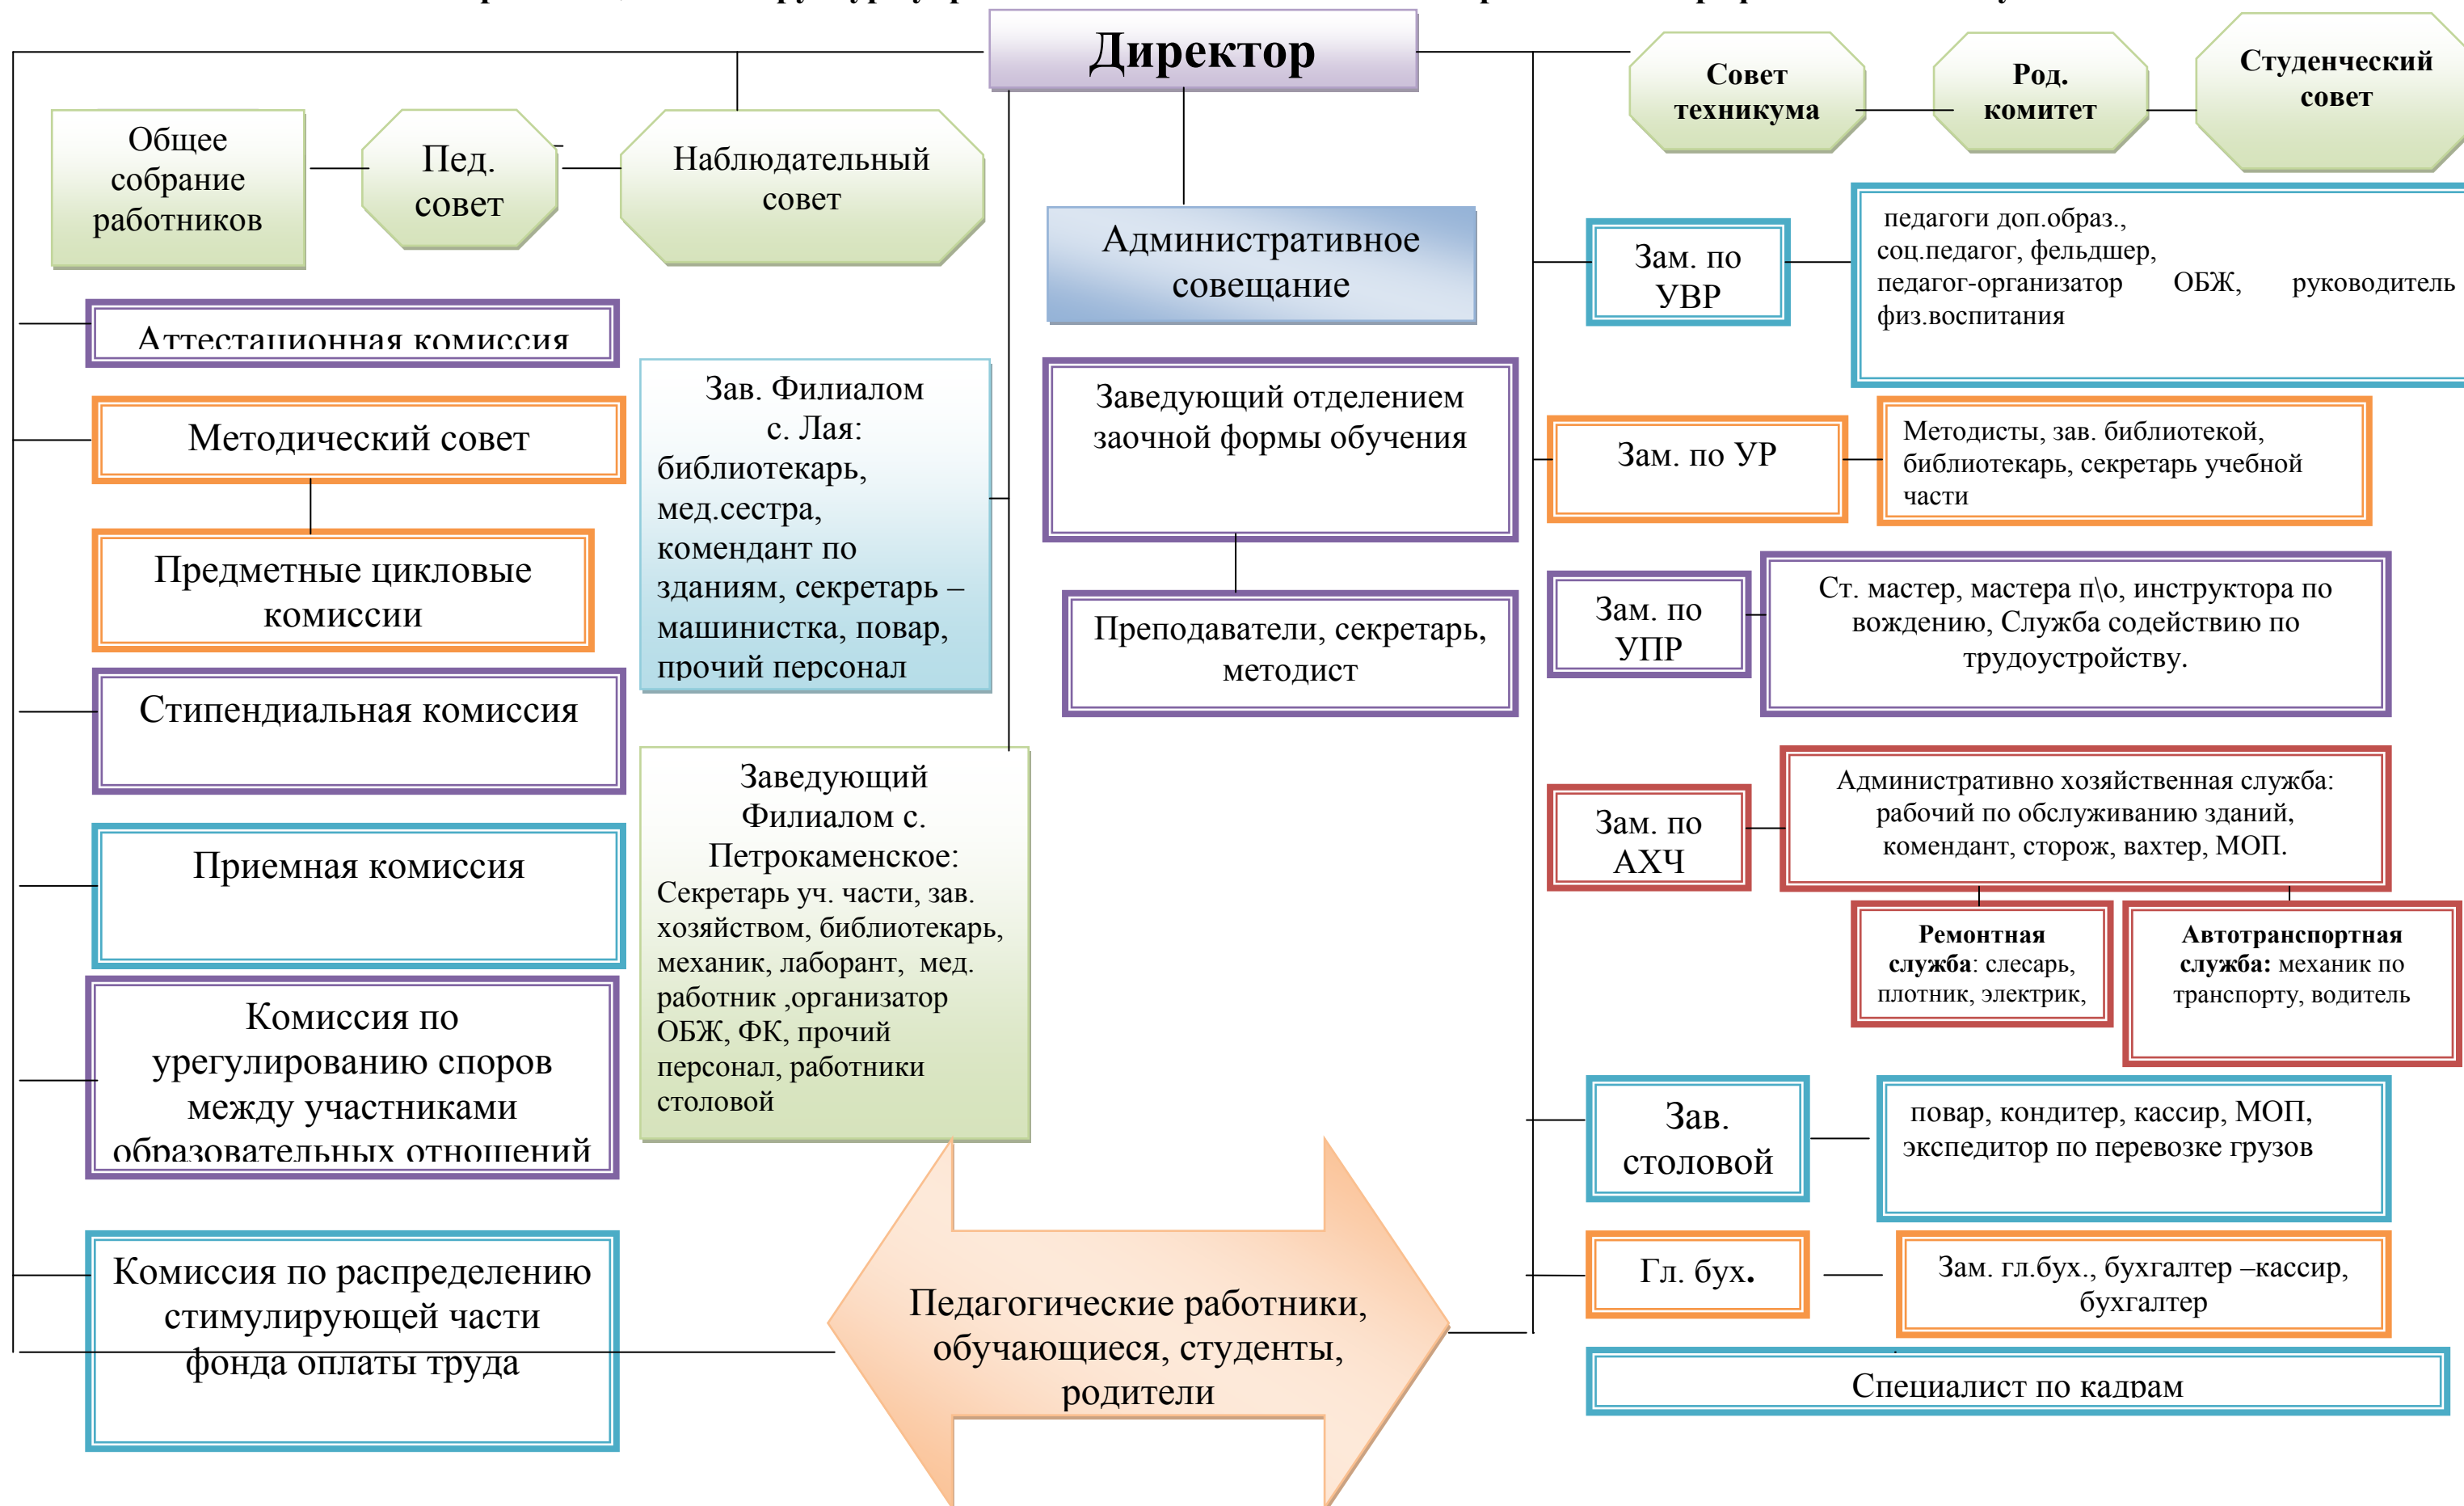 Директор
Совет
техникума
Род.
комитет
Студенческий
совет
Общее
собрание
работников
Пед.
совет
Наблюдательный
совет
Административное
совещание
Аттестационная комиссия
Методический совет
Предметные цикловые
комиссии
Стипендиальная комиссия
Приемная комиссия
Комиссия по
урегулированию споров
между участниками
образовательных отношений
Комиссия по распределению
стимулирующей части
фонда оплаты труда
Зав. Филиалом
с. Лая:
библиотекарь,
мед.сестра,
комендант по
зданиям, секретарь –
машинистка, повар,
прочий персонал
Заведующий
Филиалом с.
Петрокаменское:
Секретарь уч. части, зав.
хозяйством, библиотекарь,
механик, лаборант, мед.
работник ,организатор
ОБЖ, ФК, прочий
персонал, работники
столовой
Заведующий отделением
заочной формы обучения
Преподаватели, секретарь,
методист
Педагогические работники,
обучающиеся, студенты,
родители
Зам. по
УВР
педагоги доп.образ.,
соц.педагог, фельдшер,
педагог-организатор ОБЖ, руководитель
физ.воспитания
Зам. по УР
Методисты, зав. библиотекой,
библиотекарь, секретарь учебной
части
Зам. по
УПР
Ст. мастер, мастера п\о, инструктора по
вождению, Служба содействию по
трудоустройству.
Зам. по
АХЧ
Административно хозяйственная служба:
рабочий по обслуживанию зданий,
комендант, сторож, вахтер, МОП.
Ремонтная
служба: слесарь,
плотник, электрик,
Автотранспортная
служба: механик по
транспорту, водитель
Зав.
столовой
повар, кондитер, кассир, МОП,
экспедитор по перевозке грузов
Гл. бух.
Зам. гл.бух., бухгалтер –кассир,
бухгалтер
Специалист по кадрам